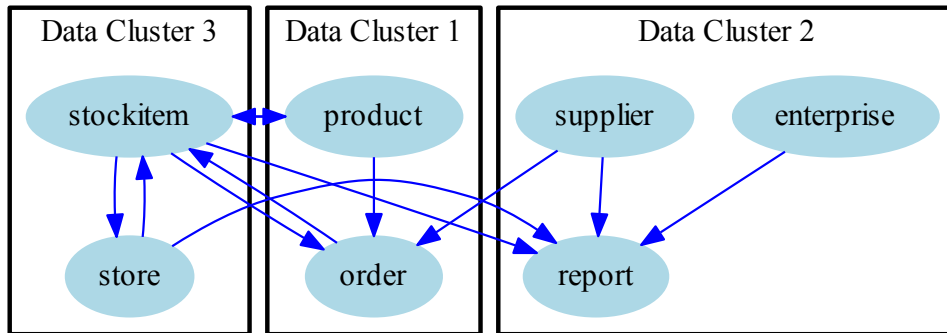 Data Cluster 3
Data Cluster 1
Data Cluster 2
stockitem
product
supplier
enterprise
store
order
report